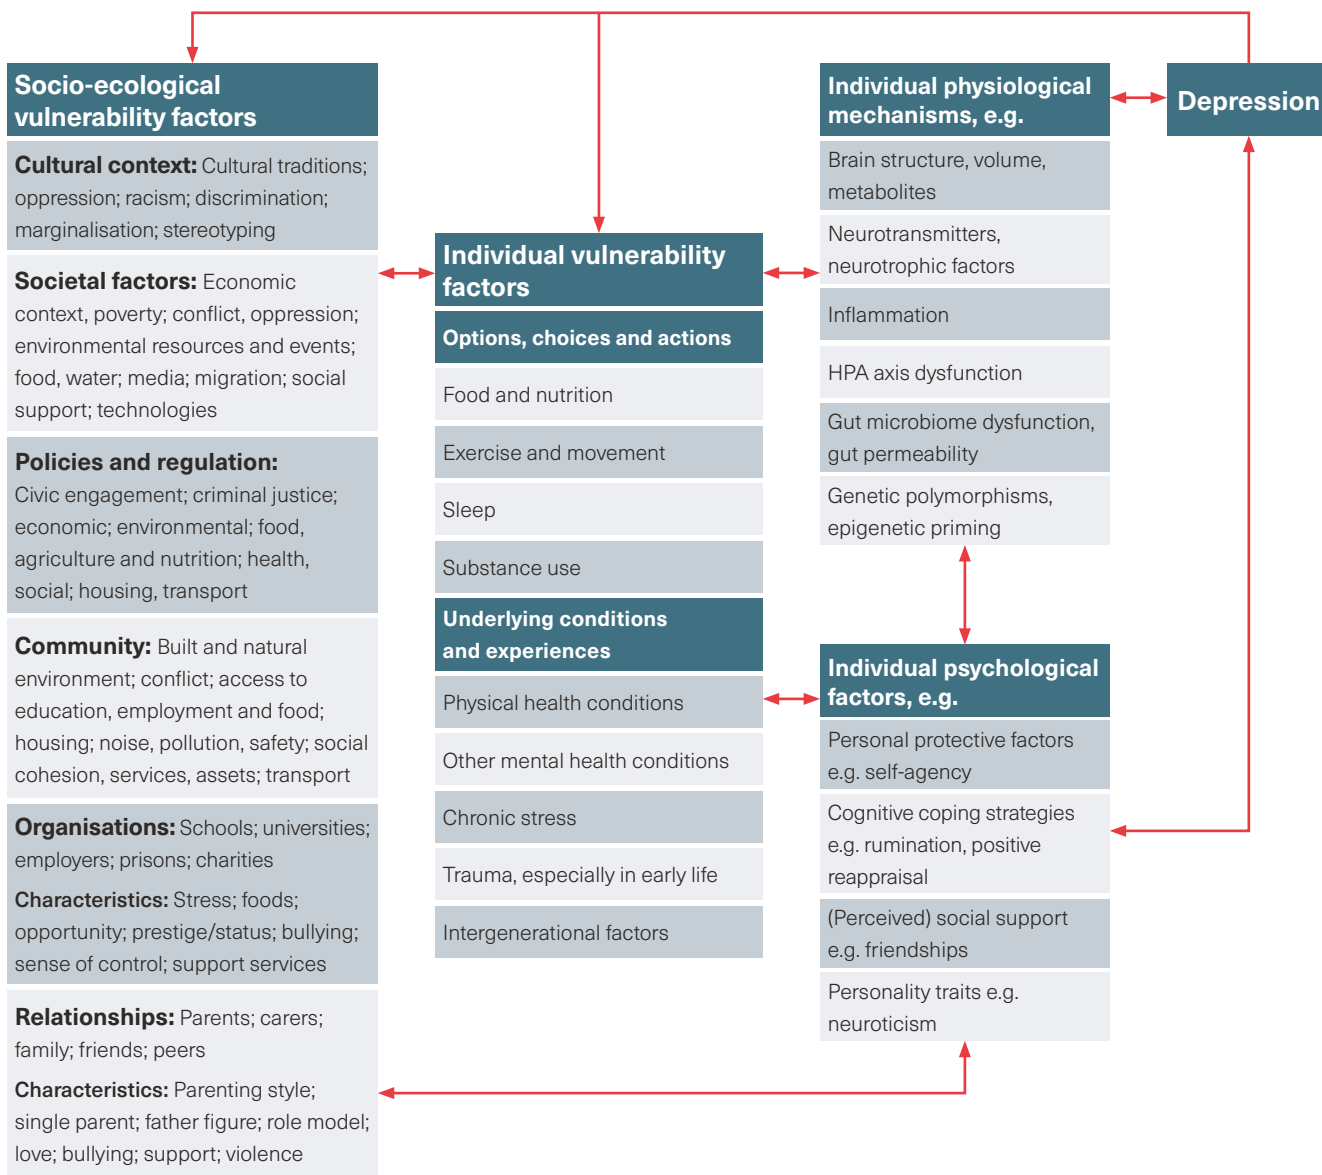 Socio-ecological
vulnerability factors
Cultural context: Cultural traditions;
oppression; racism; discrimination;
marginalisation; stereotyping
Societal factors: Economic
context, poverty; conflict, oppression;
environmental resources and events;
food, water; media; migration; social
support; technologies
Policies and regulation:
Civic engagement; criminal justice;
economic; environmental; food,
agriculture and nutrition; health,
social; housing, transport
Community: Built and natural
environment; conflict; access to
education, employment and food;
housing; noise, pollution, safety; social
cohesion, services, assets; transport
Organisations: Schools; universities;
employers; prisons; charities
Characteristics: Stress; foods;
opportunity; prestige/status; bullying;
sense of control; support services
Relationships: Parents; carers;
family; friends; peers
Characteristics: Parenting style;
single parent; father figure; role model;
love; bullying; support; violence
Individual vulnerability
factors
Options, choices and actions
Food and nutrition
Exercise and movement
Sleep
Substance use
Underlying conditions
and experiences
Physical health conditions
Other mental health conditions
Chronic stress
Trauma, especially in early life
Intergenerational factors
Individual physiological
mechanisms, e.g.
Brain structure, volume,
metabolites
Neurotransmitters,
neurotrophic factors
Inflammation
HPA axis dysfunction
Gut microbiome dysfunction,
gut permeability
Genetic polymorphisms,
epigenetic priming
Individual psychological
factors, e.g.
Personal protective factors
e.g. self-agency
Cognitive coping strategies
e.g. rumination, positive
reappraisal
(Perceived) social support
e.g. friendships
Personality traits e.g.
neuroticism
Depression